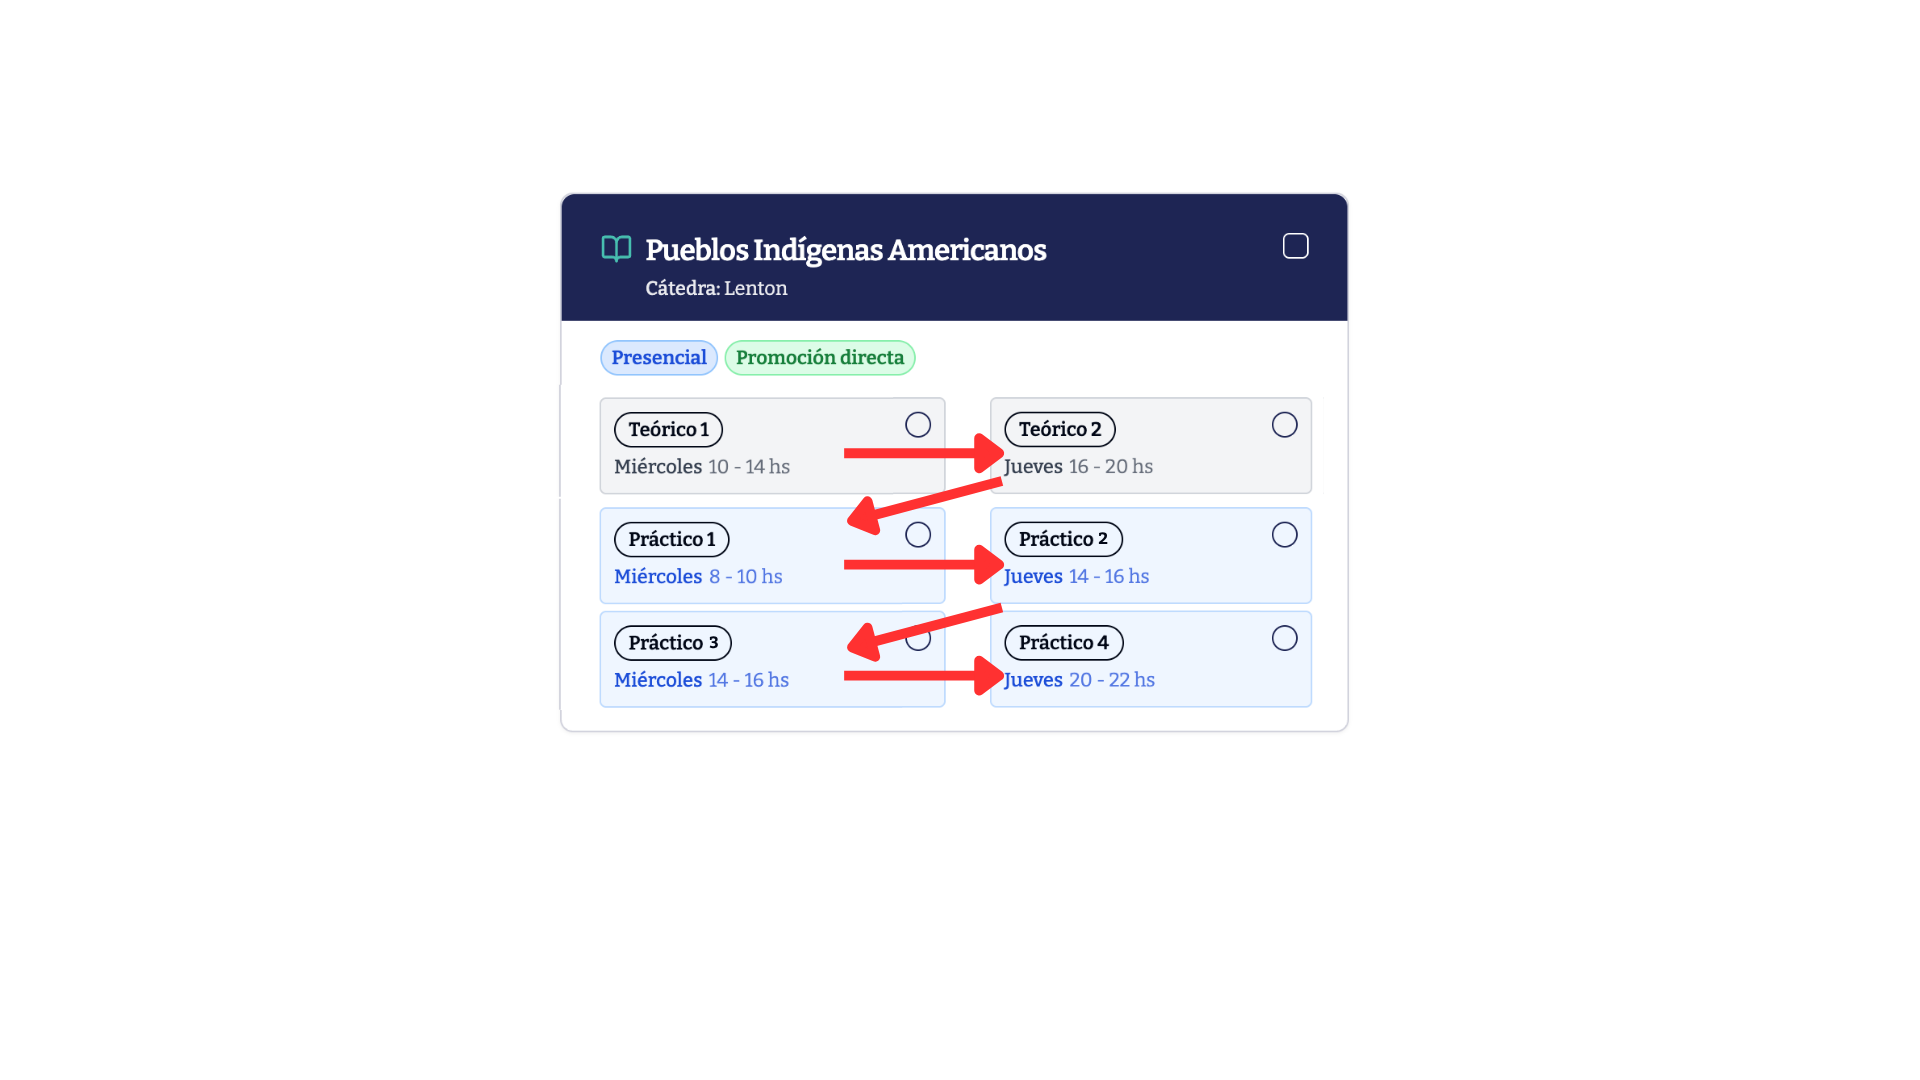 Pueblos Indígenas Americanos
Cátedra: Lenton
Presencial
Promoción directa
Teórico 1
Miércoles 10 - 14 hs
Teórico 2
Jueves 16 - 20 hs
Práctico 1
Miércoles 8 - 10 hs
Práctico 2
Jueves 14 - 16 hs
Práctico 3
Miércoles 14 - 16 hs
Práctico 4
Jueves 20 - 22 hs